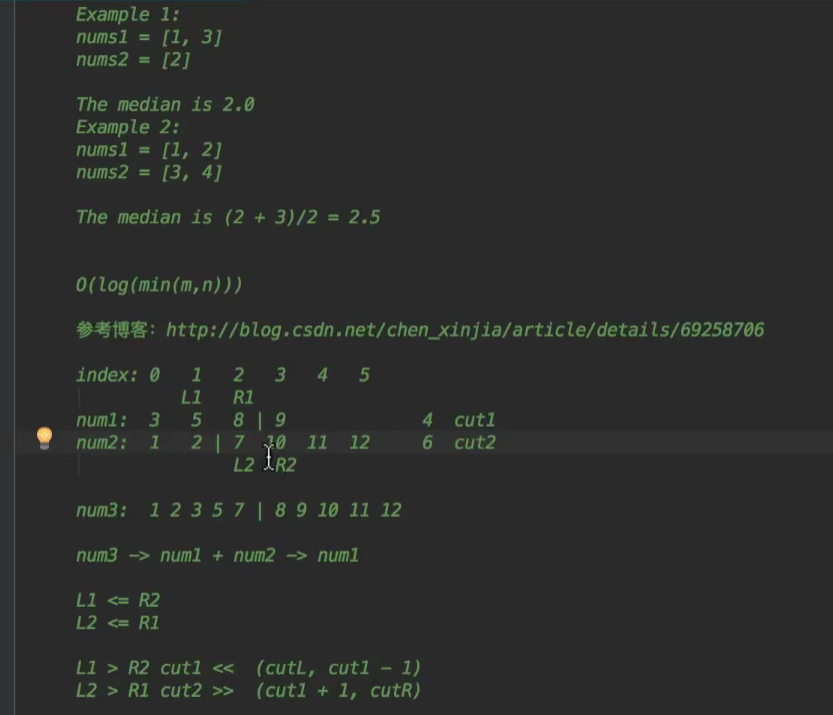 Example 1:
nums1 = [1, 3]
nums2 = [2]
The median is 2.0
Example 2:
nums1 = [1, 2]
nums2 = [3, 4]
The median is (2 + 3)/2 = 2.5
O(log(min(m,n)))
参考博客：http://blog.csdn.net/chen_xinjia/article/details/69258706
index: 0 1 2 3 4 5
L1 R1
num1: 3 5 8 | 9 4 cut1
num2: 1 2 | 7 10 11 12 6 cut2
L2 R2
num3: 1 2 3 5 7 | 8 9 10 11 12
num3 -> num1 + num2 -> num1
L1 <= R2
L2 <= R1
L1 > R2 cut1 << (cutL, cut1 - 1)
L2 > R1 cut2 >> (cut1 + 1, cutR)